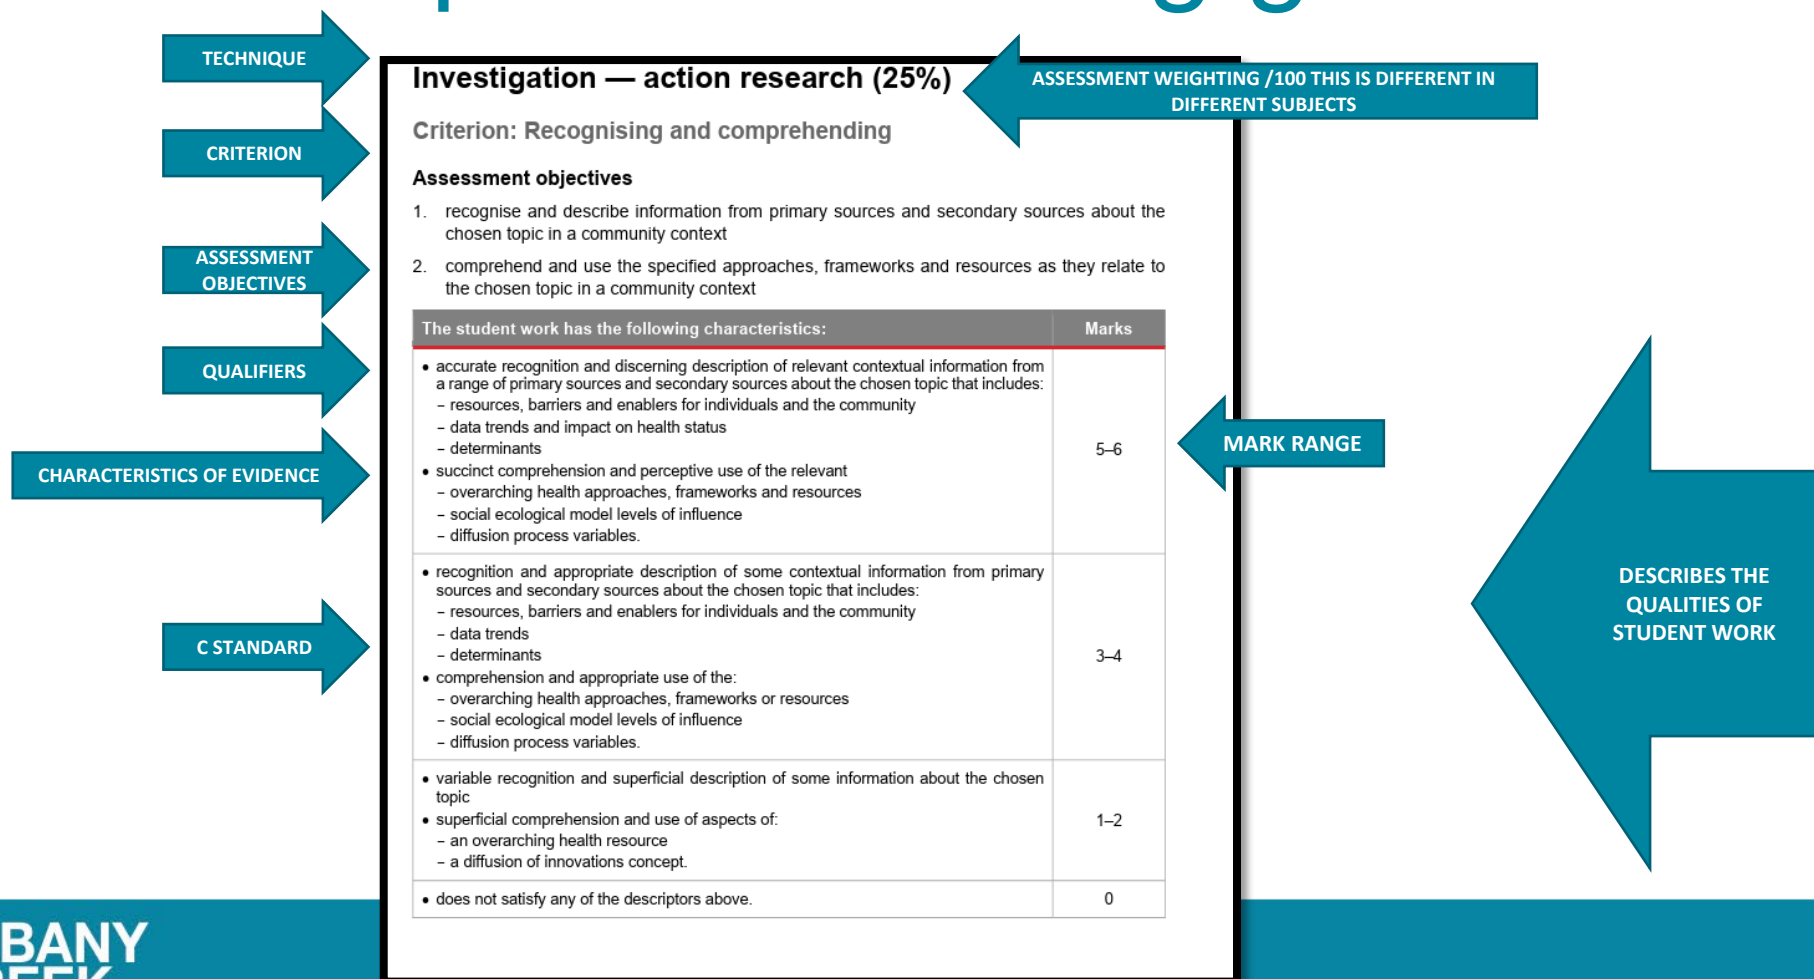 TECHNIQUE
Investigation — action research (25%)
ASSESSMENT WEIGHTING /100 THIS IS DIFFERENT IN
DIFFERENT SUBJECTS
CRITERION
Criterion: Recognising and comprehending
Assessment objectives
1. recognise and describe information from primary sources and secondary sources about the
chosen topic in a community context
ASSESSMENT
OBJECTIVES
2. comprehend and use the specified approaches, frameworks and resources as they relate to
the chosen topic in a community context
The student work has the following characteristics: Marks
QUALIFIERS
• accurate recognition and discerning description of relevant contextual information from
a range of primary sources and secondary sources about the chosen topic that includes:
– resources, barriers and enablers for individuals and the community
– data trends and impact on health status
– determinants
5–6
MARK RANGE
CHARACTERISTICS OF EVIDENCE
• succinct comprehension and perceptive use of the relevant
– overarching health approaches, frameworks and resources
– social ecological model levels of influence
– diffusion process variables.
• recognition and appropriate description of some contextual information from primary
sources and secondary sources about the chosen topic that includes:
– resources, barriers and enablers for individuals and the community
– data trends
– determinants
3–4
C STANDARD
• comprehension and appropriate use of the:
– overarching health approaches, frameworks or resources
– social ecological model levels of influence
– diffusion process variables.
DESCRIBES THE
QUALITIES OF
STUDENT WORK
• variable recognition and superficial description of some information about the chosen
topic
• superficial comprehension and use of aspects of:
– an overarching health resource
– a diffusion of innovations concept.
1–2
• does not satisfy any of the descriptors above.
0
BANY